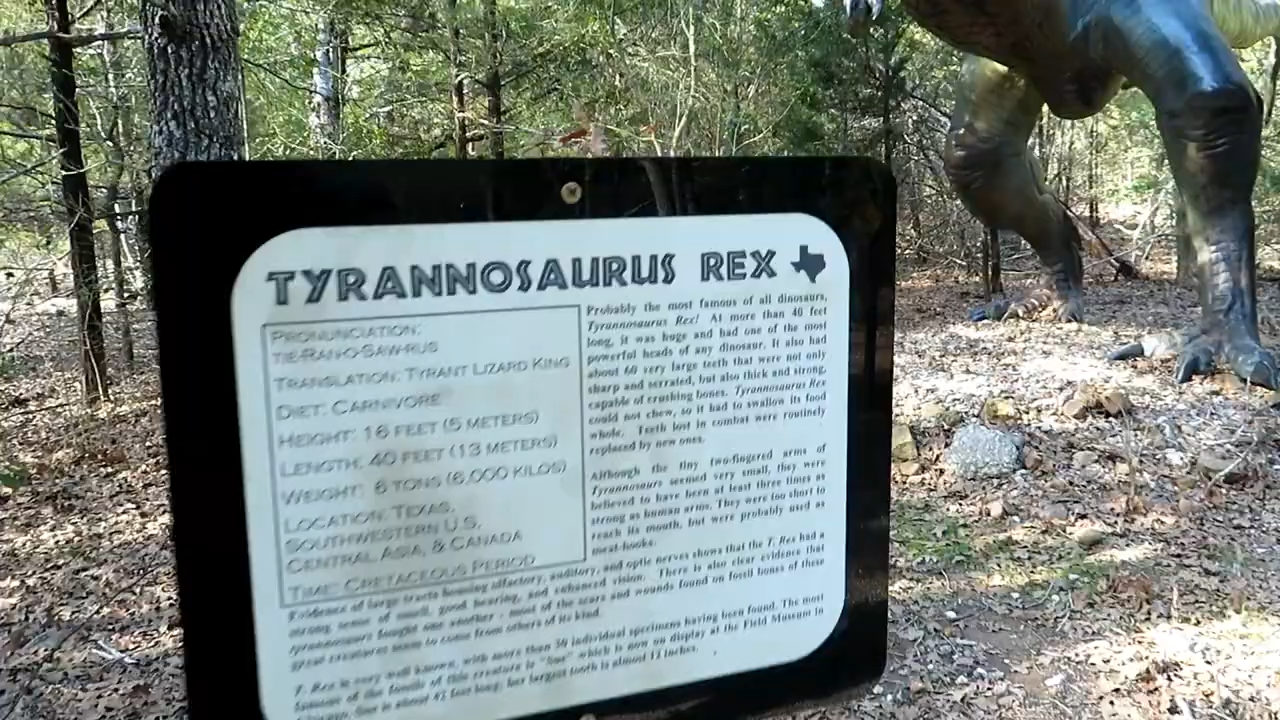 TYRANNOSAURUS REX
PRONUNCIATION:
TIE-RAN-O-SAW-RUS
TRANSLATION: TYRANT LIZARD KING
DIET: CARNIVORE
HEIGHT: 16 FEET (5 METERS)
LENGTH: 40 FEET (13 METERS)
WEIGHT: 6 TONS (6,000 KILOS)
LOCATION: TEXAS,
SOUTHWESTERN U.S,
CENTRAL ASIA, & CANADA
TIME: CRETACEOUS PERIOD
Probably the most famous of all dinosaurs,
Tyrannosaurus Rex! At more than 40 feet
long, it was huge and had one of the most
powerful heads of any dinosaur. It also had
about 60 very large teeth that were not only
sharp and serrated, but also thick and strong,
capable of crushing bones. Tyrannosaurus Rex
could not chew, so it had to swallow its food
whole. Teeth lost in combat were routinely
replaced by new ones.
Although the tiny two-fingered arms of
Tyrannosaurs seemed very small, they were
believed to have been at least three times as
strong as human arms. They were too short to
reach its mouth, but were probably used as
meat-hooks.
Evidence of large tracts housing olfactory, auditory, and optic nerves shows that the T. Rex had a
strong sense of smell, good hearing, and enhanced vision. There is also clear evidence that
tyrannosaurs fought one another - most of the scars and wounds found on fossil bones of these
great creatures seem to come from others of its kind.
T. Rex is very well known, with more than 30 individual specimens having been found. The most
famous of the family of this creature is "Sue" which is now on display at the Field Museum in
Chicago. Sue is about 42 feet long; her largest tooth is almost 12 inches.